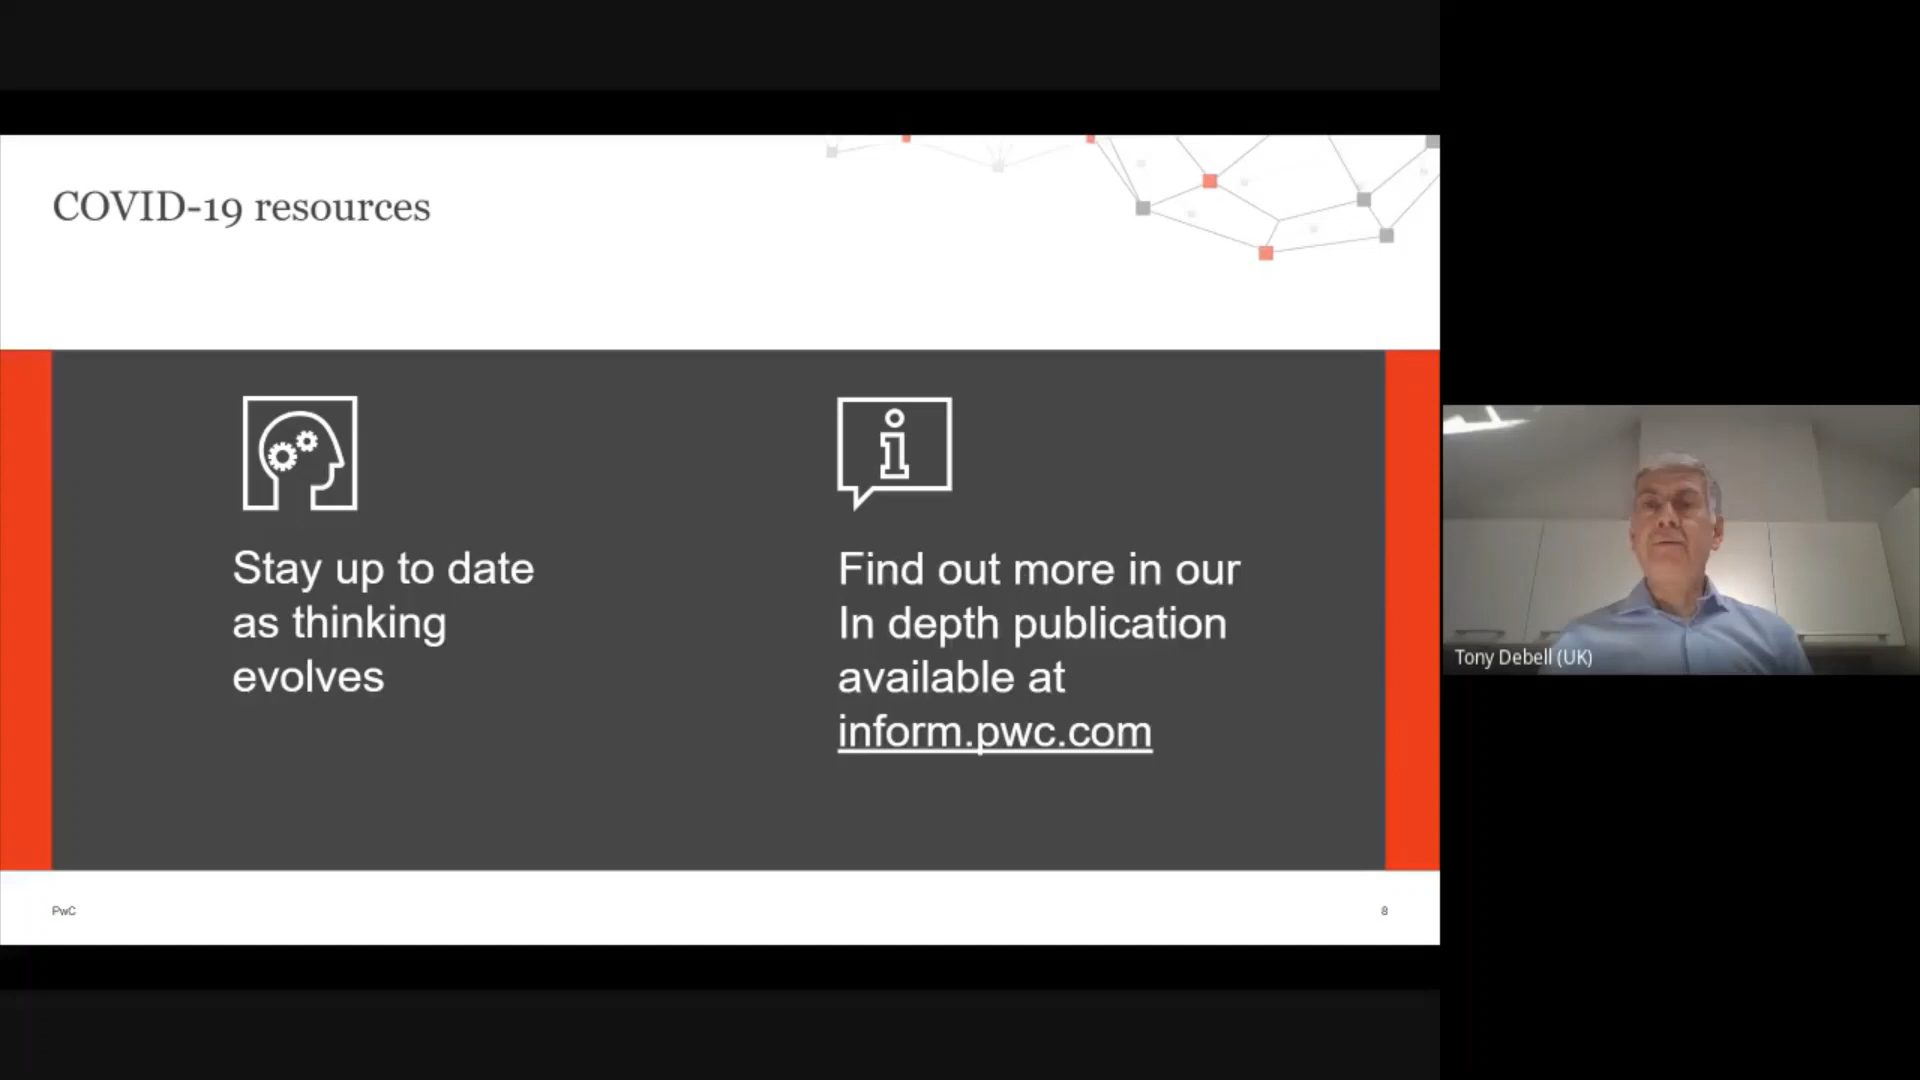 COVID-19 resources
Stay up to date
as thinking
evolves
Find out more in our
In depth publication
available at
inform.pwc.com
Tony Debell (UK)
PwC
8